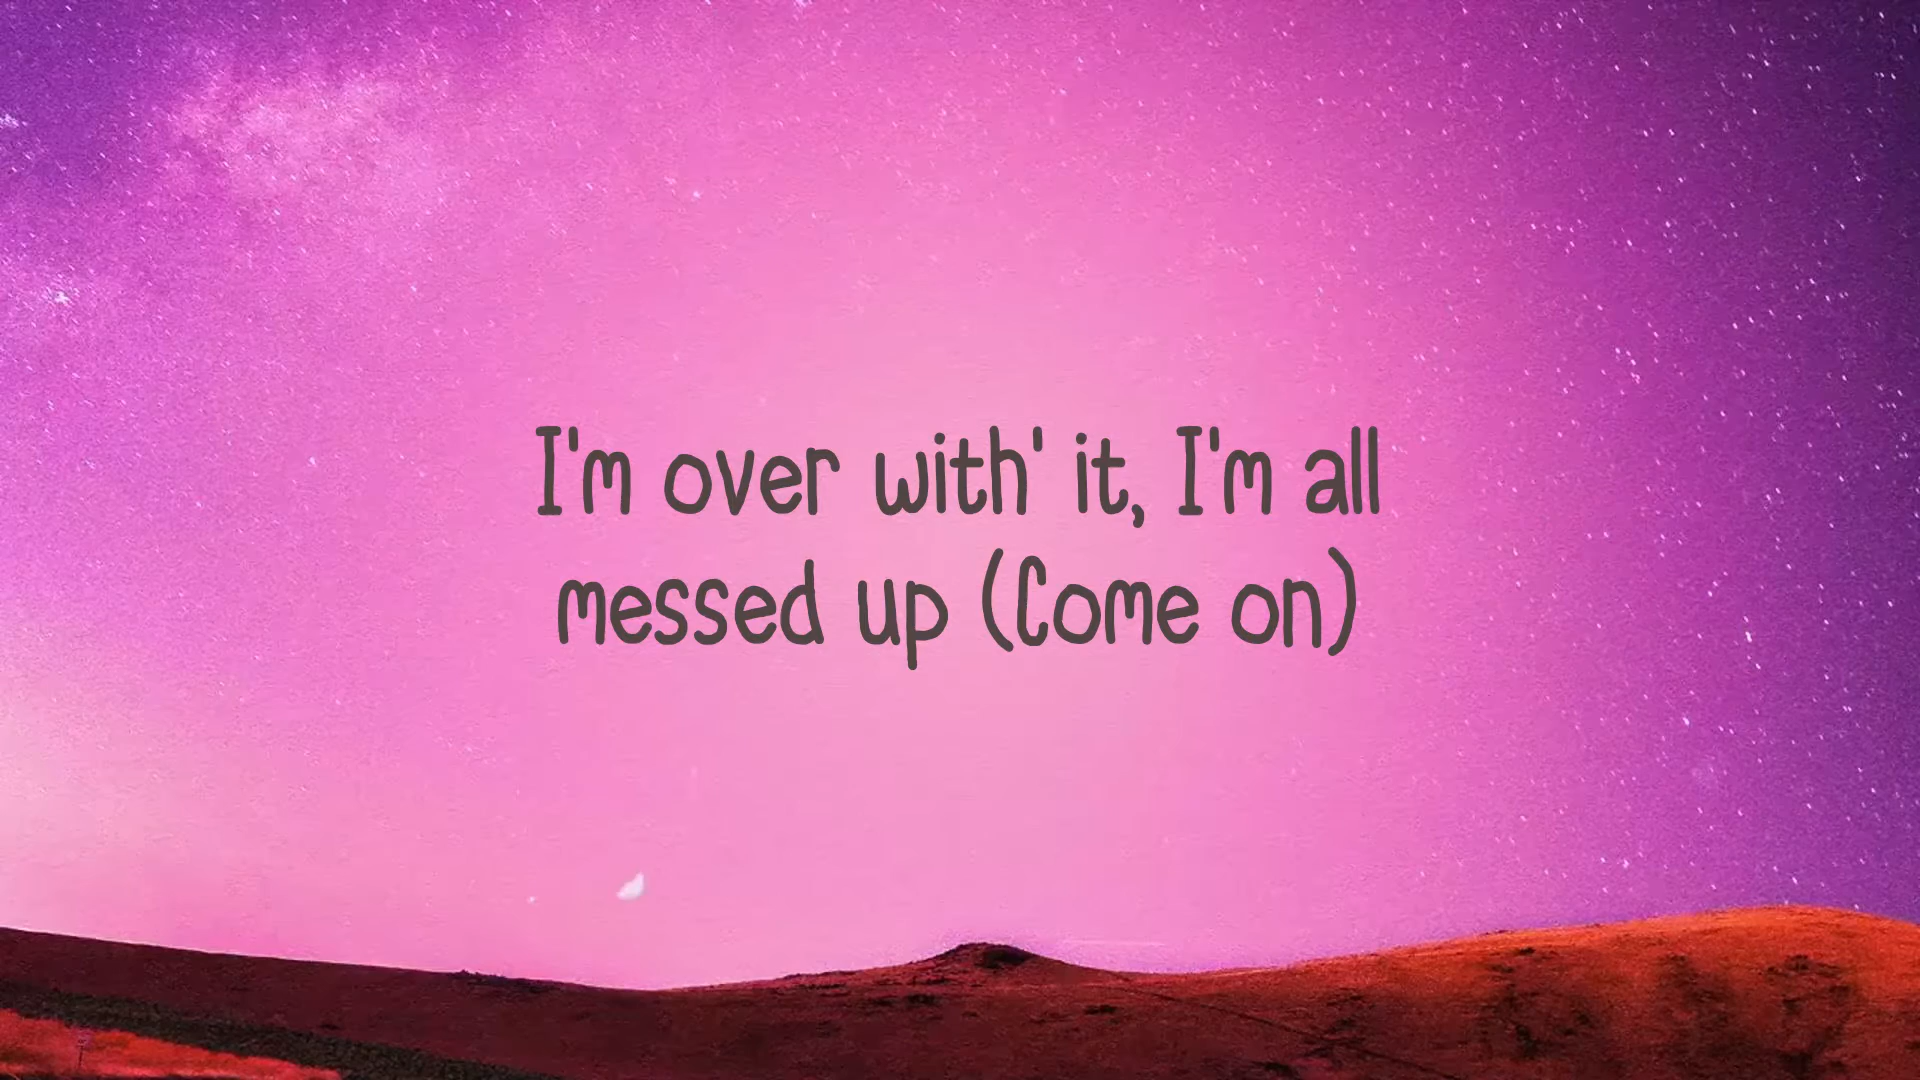 I'm over with' it, I'm all
messed up (Come on)